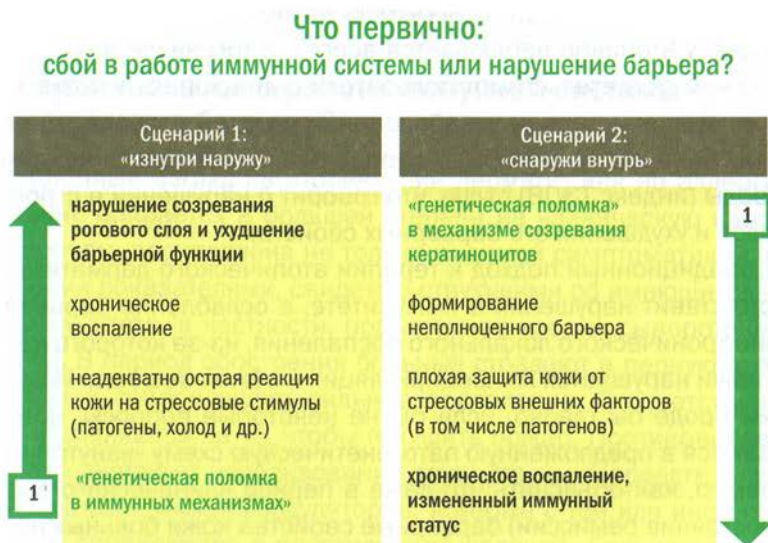 Что первично:
сбой в работе иммунной системы или нарушение барьера?
Сценарий 1:
«изнутри наружу»
нарушение созревания
рогового слоя и ухудшение
барьерной функции
хроническое
воспаление
неадекватно острая реакция
кожи на стрессовые стимулы
(патогены, холод и др.)
1
«генетическая поломка
в иммунных механизмах»
Сценарий 2:
«снаружи внутрь»
«генетическая поломка»
в механизме созревания
кератиноцитов
1
формирование
неполноценного барьера
плохая защита кожи от
стрессовых внешних факторов
(в том числе патогенов)
хроническое воспаление,
измененный иммунный
статус